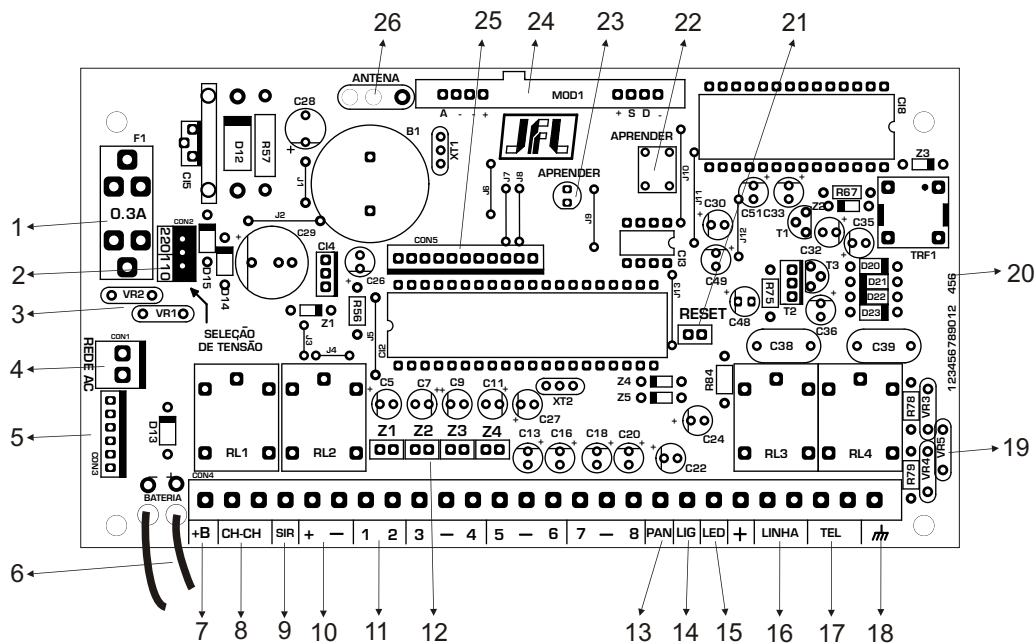 26 25 24 23 22 21
ANTENA
A - - + MOD1 + S D -
JFL
F1
CI5
D12
R57
C28
+
B1
LTX
J1
J6
J7
J8
APRENDER
J9
APRENDER
J10
J11
CI8
Z3
1
0.3A
CON2
220110
D15
D14
J2
+
C29
CI4
C26
CON5
CI3
C30
C49
J12
C51
C33
Z2
R67
T1
C32
C35
TRF1
2
3
VR2
VR1
SELEÇÃO
DE TENSÃO
Z1
R56
J3
J4
J5
CI2
J13
RESET
C48
R75
T2
T3
C36
D20
D21
D22
D23
20
123456789012 456
4
REDE AC
CON1
5
CON3
D13
RL1
RL2
C5
C7
C9
C11
C27
XT2
Z4
Z5
R84
C38
C39
Z1 Z2 Z3 Z4
C13 C16 C18 C20
C22
C24
RL3
RL4
R78
VR3
VR5
R79
VR4
19
- +
BATERIA
CON4
6
+B CH-CH SIR + — 1 2 3 – 4 5 – 6 7 – 8 PAN LIG LED + LINHA TEL
7 8 9 10 11 12 13 14 15 16 17 18